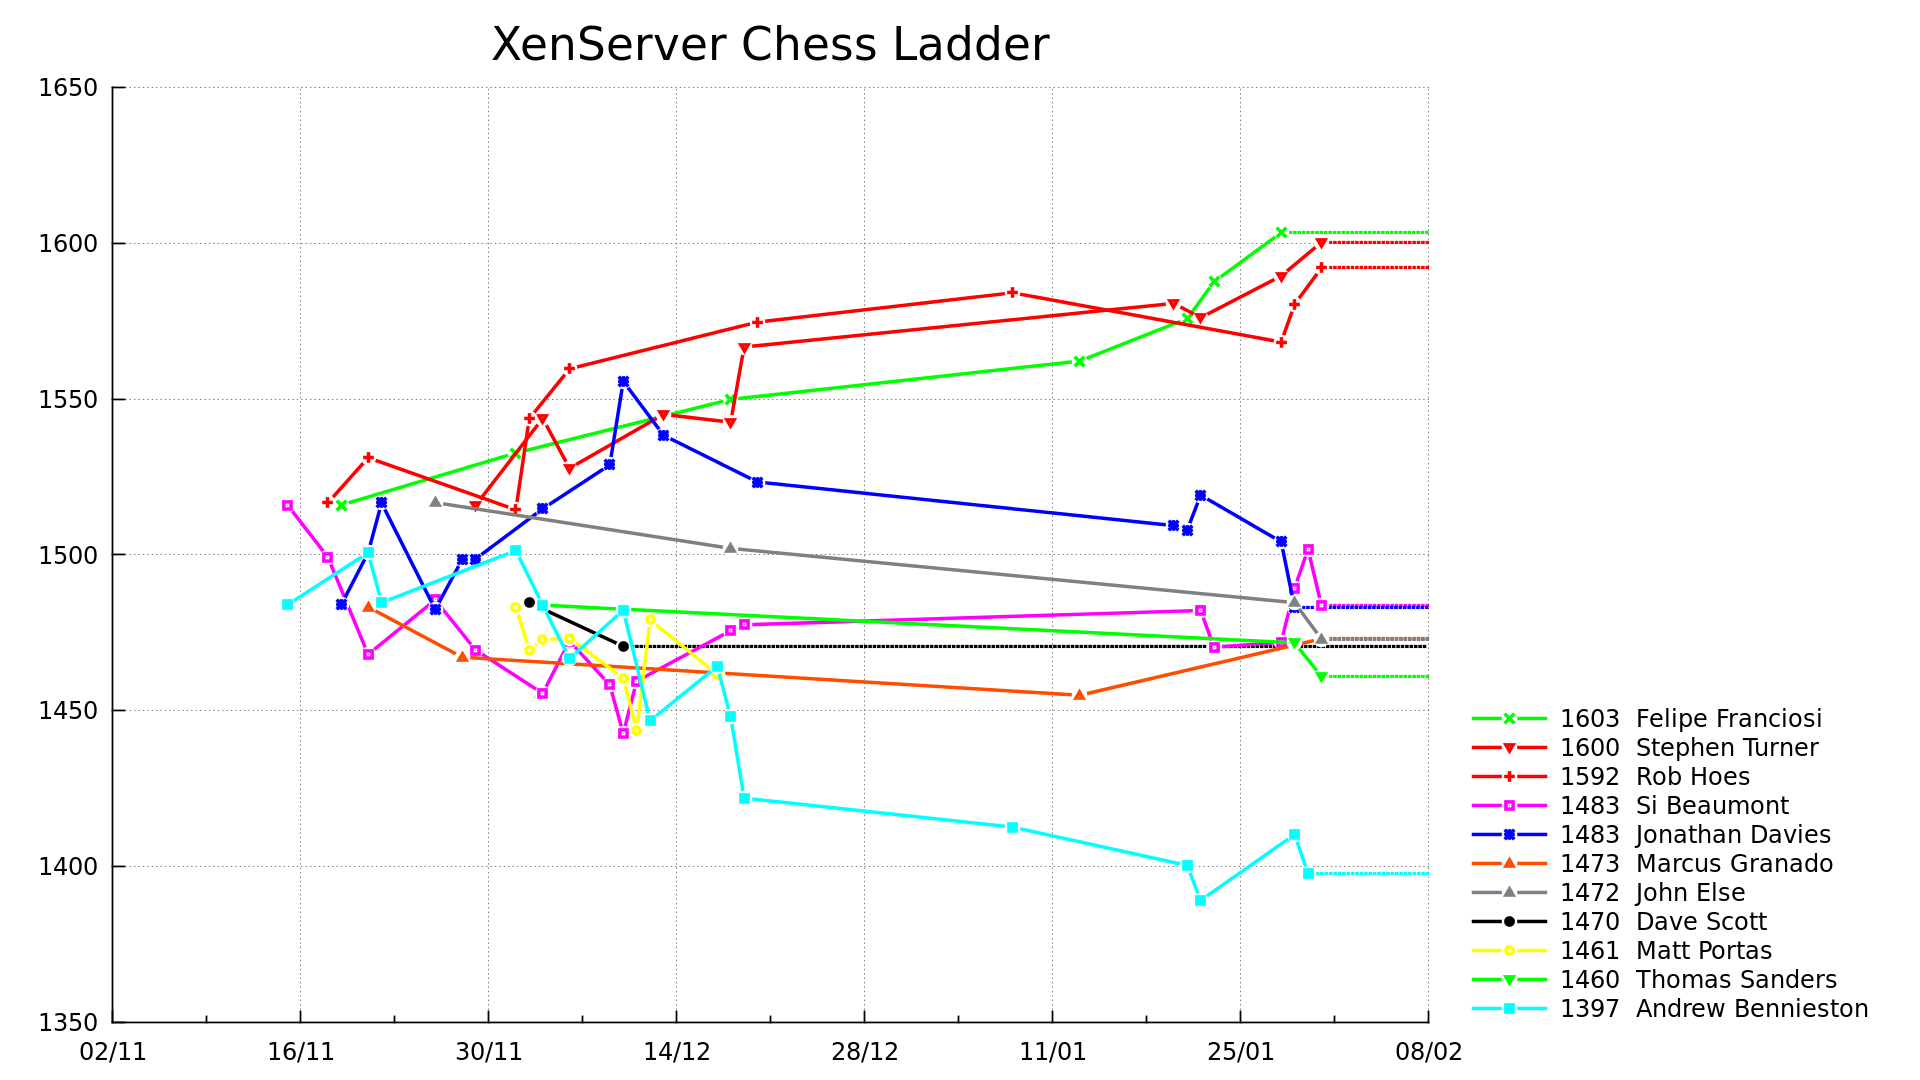 XenServer Chess Ladder
1650
1600
1550
1500
1450
1400
1350
02/11 16/11 30/11 14/12 28/12 11/01 25/01 08/02
1603 Felipe Franciosi
1600 Stephen Turner
1592 Rob Hoes
1483 Si Beaumont
1483 Jonathan Davies
1473 Marcus Granado
1472 John Else
1470 Dave Scott
1461 Matt Portas
1460 Thomas Sanders
1397 Andrew Bennieston